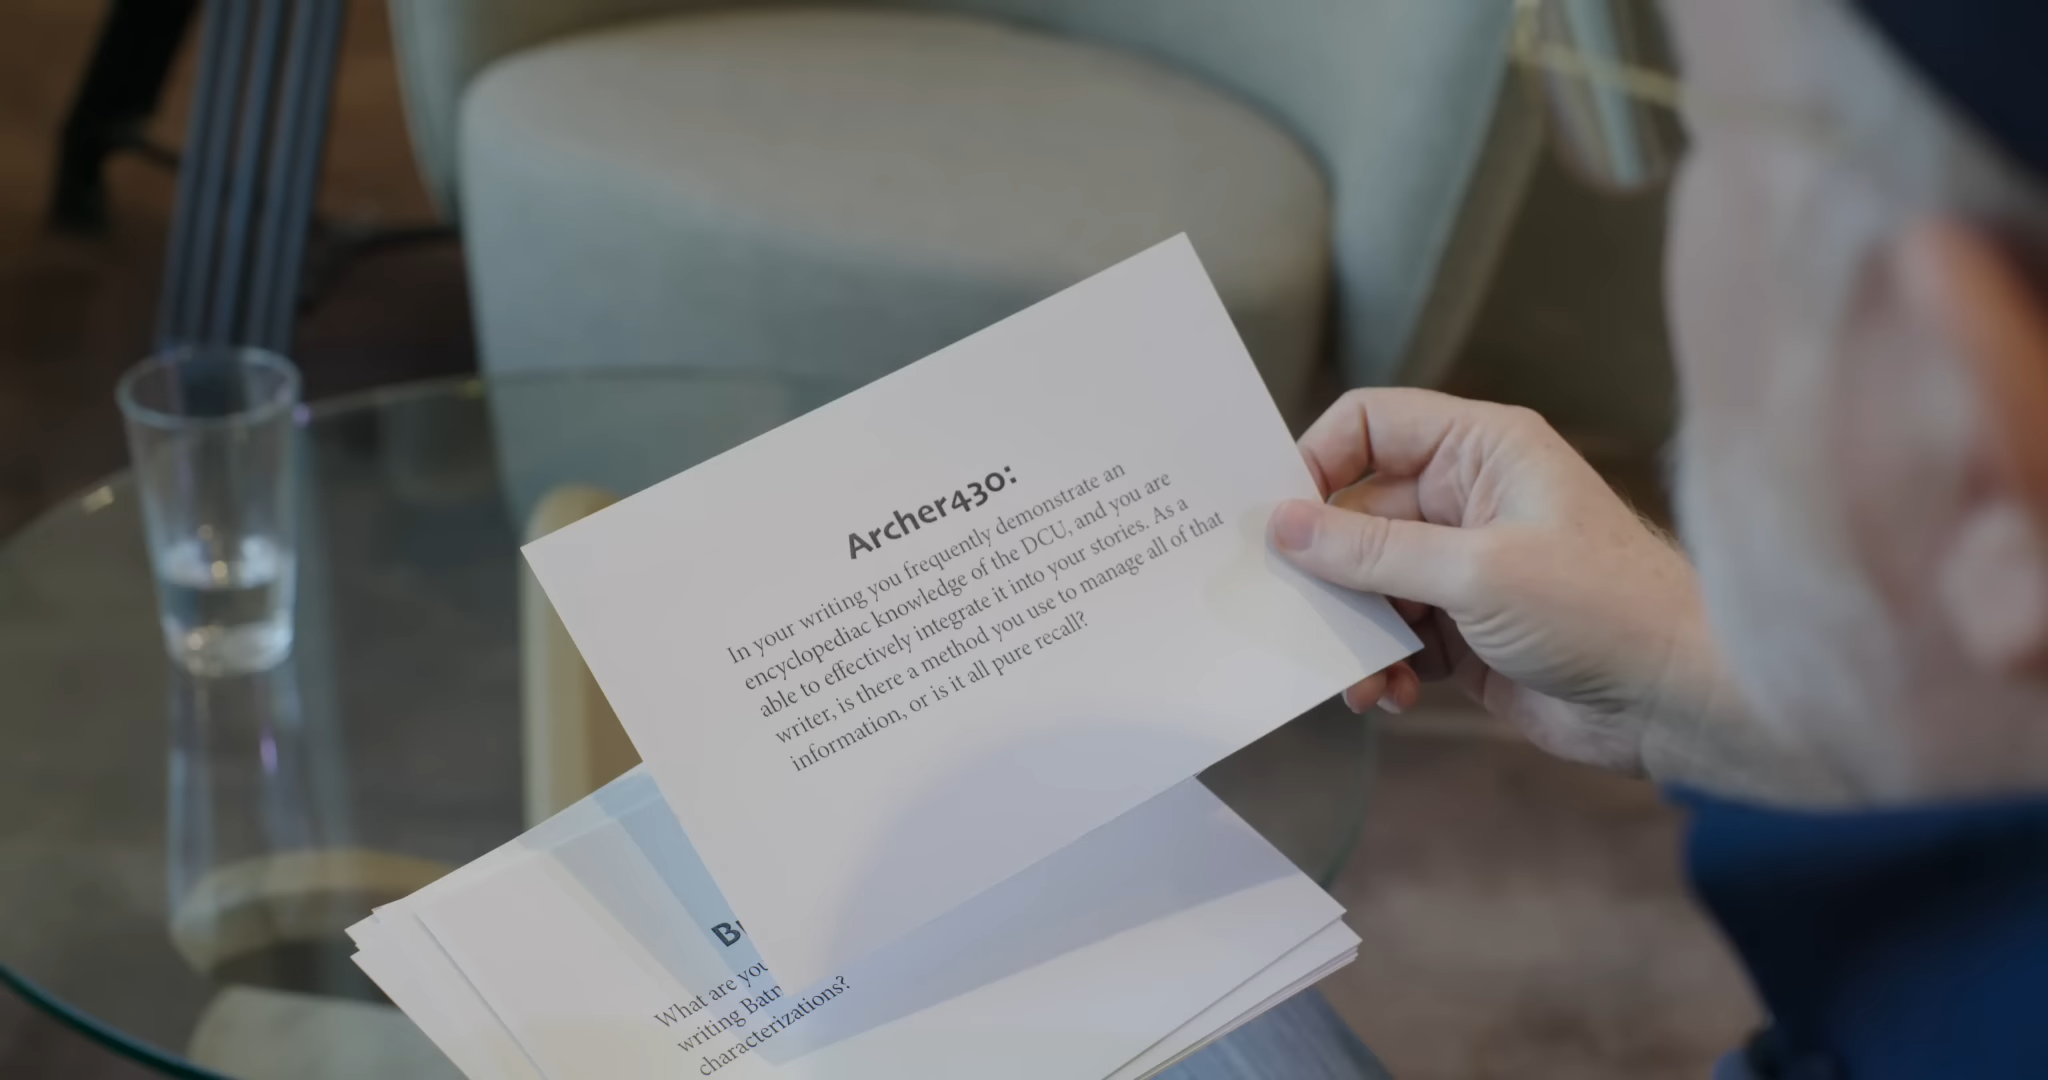 Archer430:
In your writing you frequently demonstrate an
encyclopediac knowledge of the DCU, and you are
able to effectively integrate it into your stories. As a
writer, is there a method you use to manage all of that
information, or is it all pure recall?
What are you
writing
characterizations?